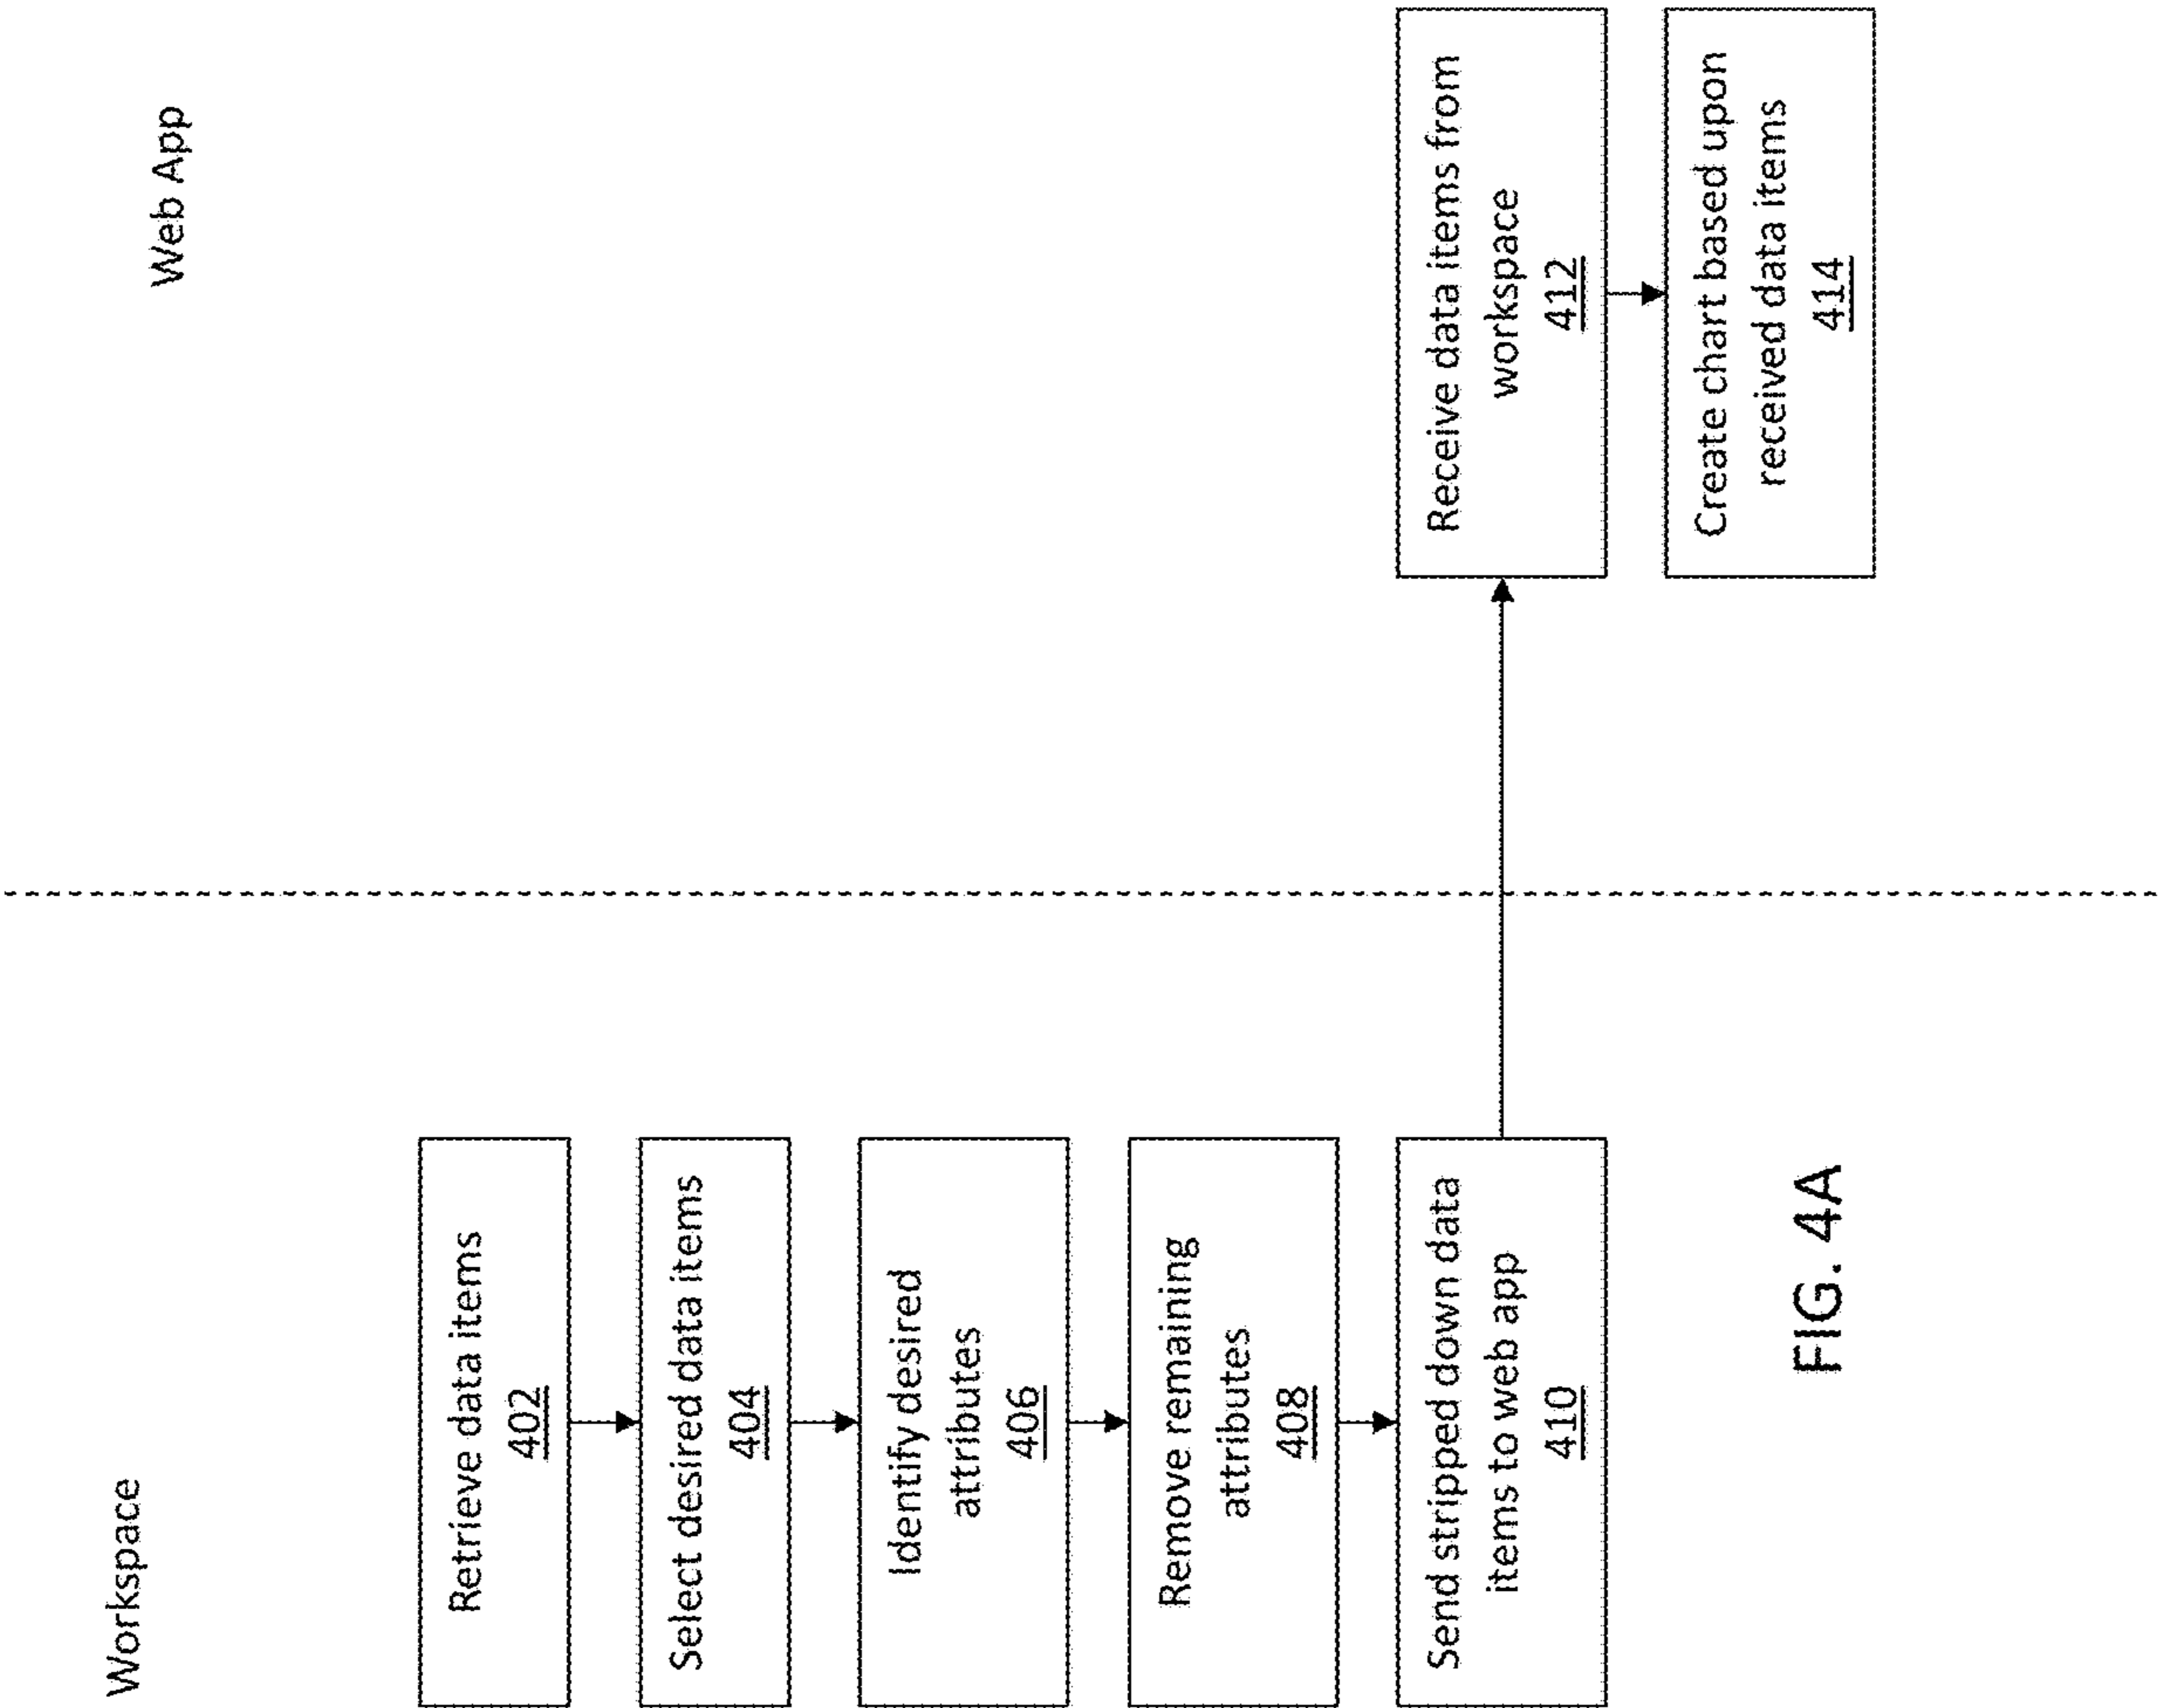 Workspace
Web App
Retrieve data items
402
Select desired data items
404
Identify desired
attributes
406
Remove remaining
attributes
408
Send stripped down data
items to web app
410
Receive data items from
workspace
412
Create chart based upon
received data items
414
FIG. 4A